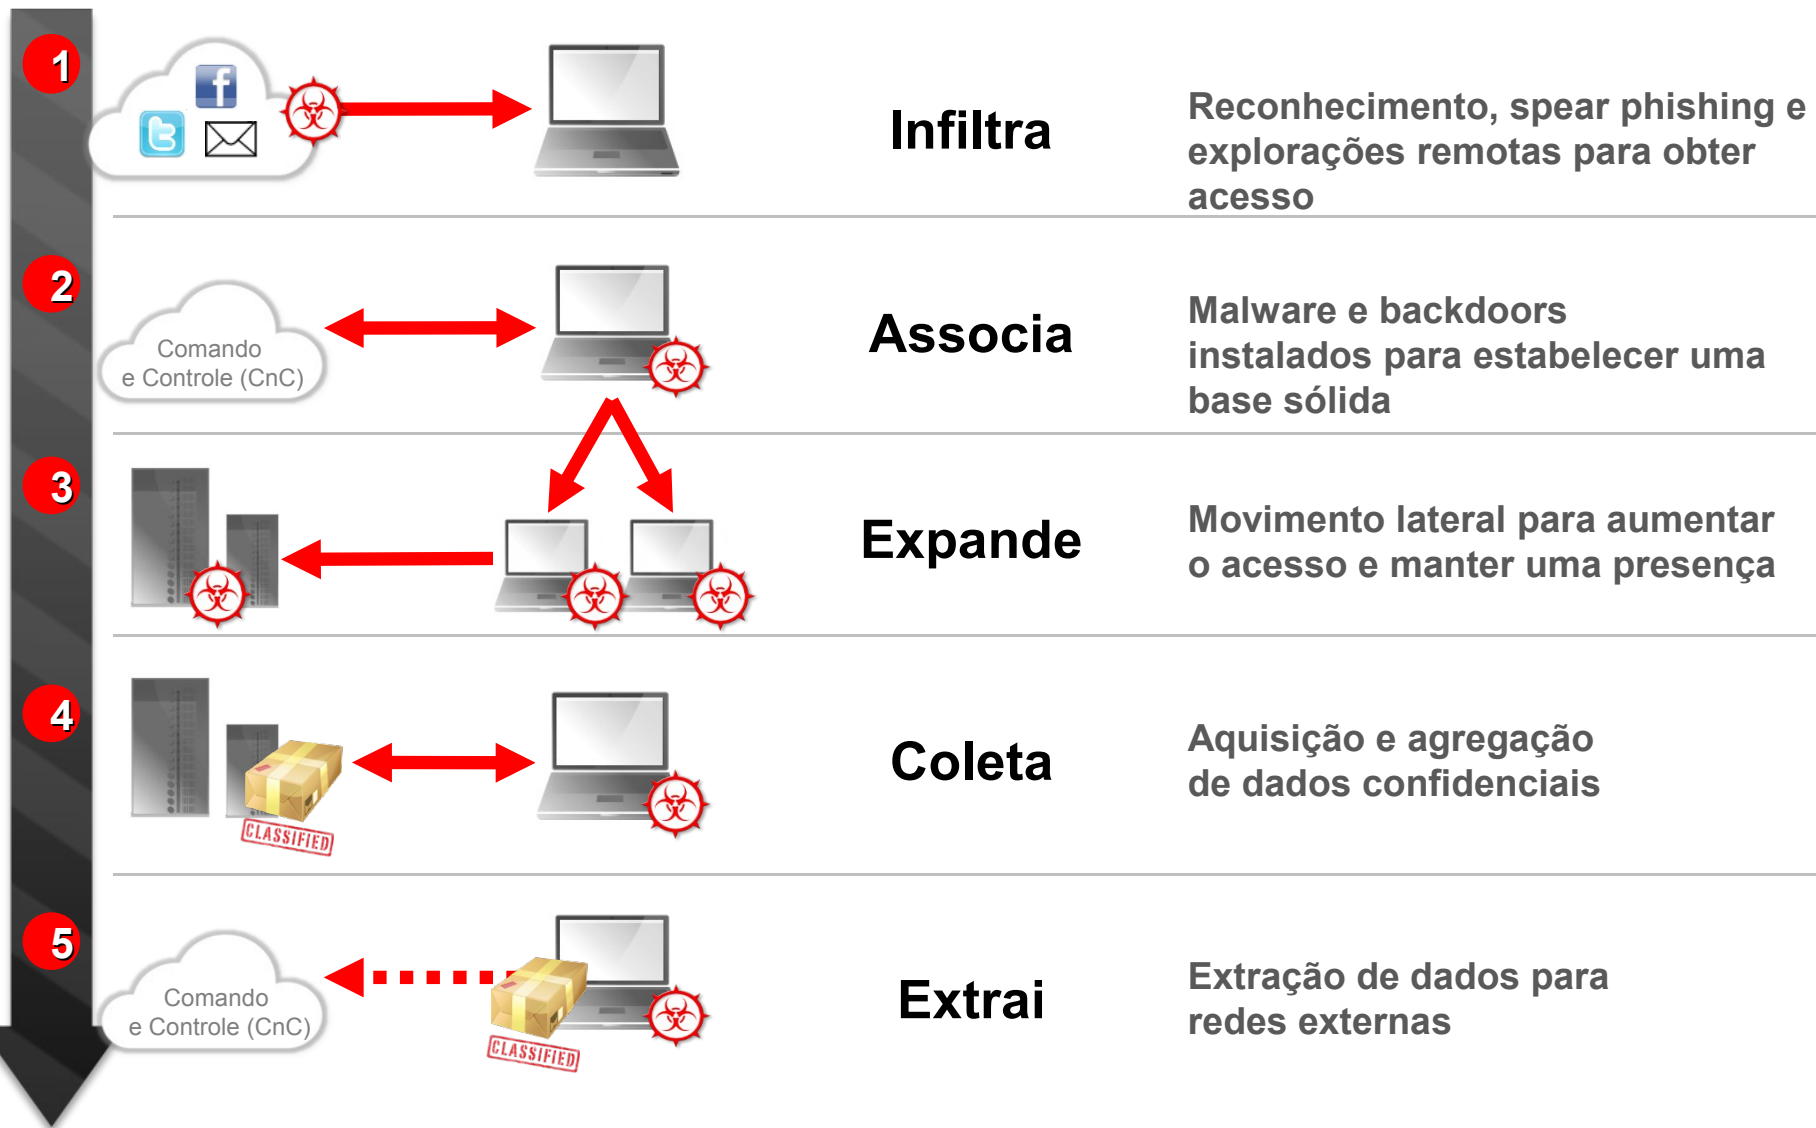 1
Infiltra
Reconhecimento, spear phishing e
explorações remotas para obter
acesso
2
Comando
e Controle (CnC)
Associa
Malware e backdoors
instalados para estabelecer uma
base sólida
3
Expande
Movimento lateral para aumentar
o acesso e manter uma presença
4
CLASSIFIED
Coleta
Aquisição e agregação
de dados confidenciais
5
Comando
e Controle (CnC)
CLASSIFIED
Extrai
Extração de dados para
redes externas